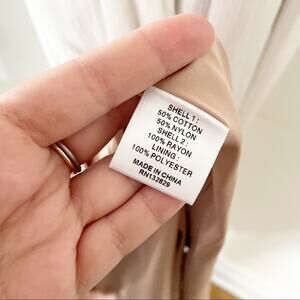 SHELL 1:
50% COTTON
50% NYLON
SHELL 2:
100% RAYON
LINING:
100% POLYESTER
MADE IN CHINA
RN132829